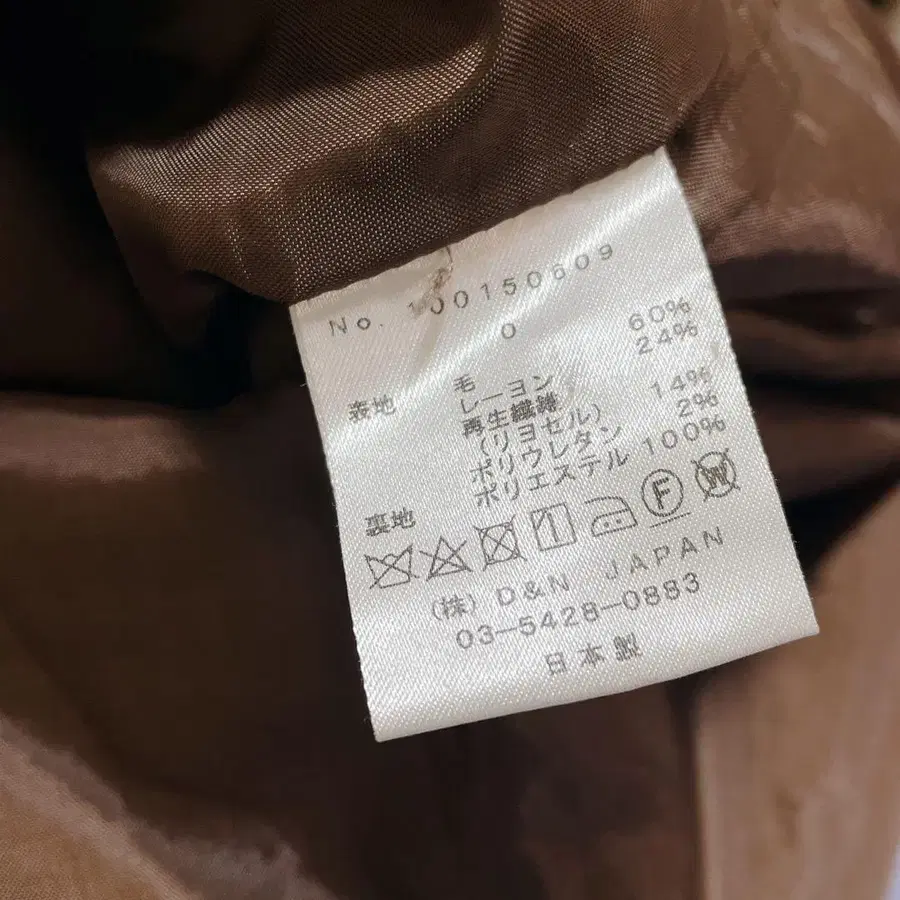 No. 100150609
0
表地 毛 60%
レーヨン 24%
再生繊維
(リヨセル) 14%
ポリウレタン 2%
裏地 ポリエステル 100%
F W
(株) D&N JAPAN
03-5428-0883
日本製